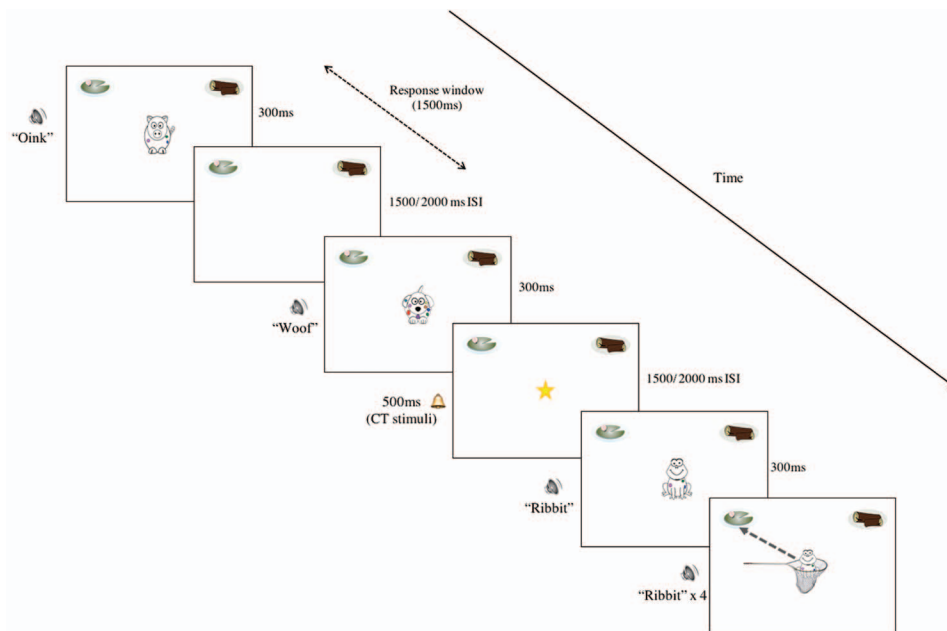 Response window
(1500ms)
300ms
"Oink"
Time
1500/2000 ms ISI
300ms
"Woof"
1500/2000 ms ISI
500ms
(CT stimuli)
300ms
"Ribbit"
"Ribbit" x 4